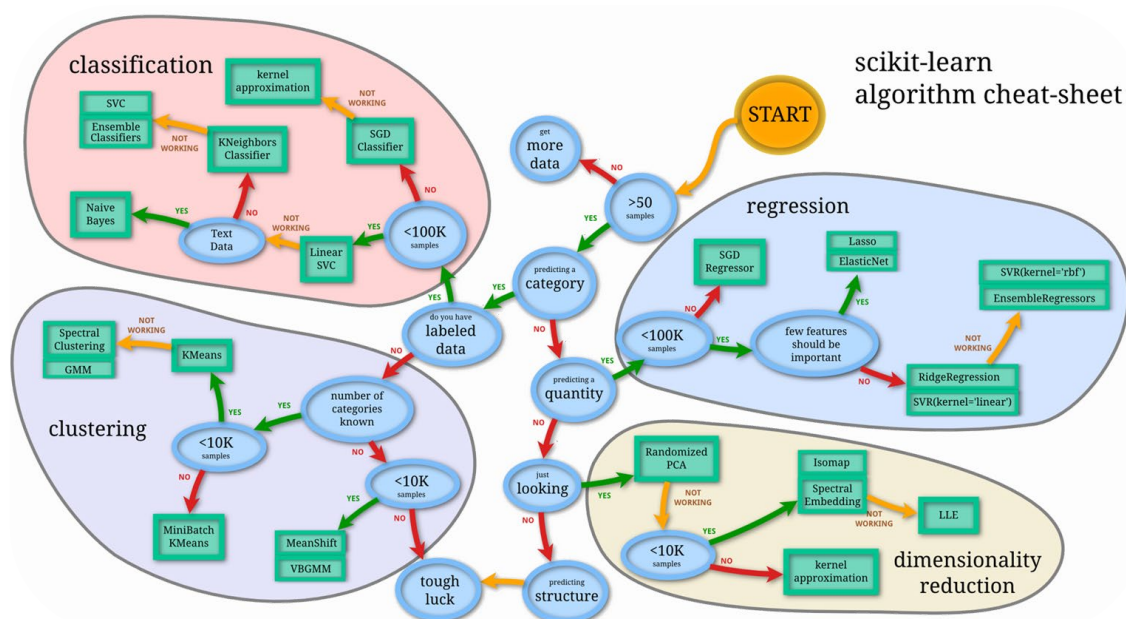 scikit-learn
algorithm cheat-sheet
START
get
more
data
NO
>50
samples
YES
predicting a
category
YES
NO
do you have
labeled
data
YES
NO
predicting a
quantity
YES
NO
just
looking
YES
NO
predicting
structure
tough
luck
classification
kernel
approximation
NOT
WORKING
SVC
Ensemble
Classifiers
NOT
WORKING
KNeighbors
Classifier
SGD
Classifier
NO
Naive
Bayes
YES
NO
Text
Data
NOT
WORKING
Linear
SVC
YES
<100K
samples
regression
SGD
Regressor
NO
<100K
samples
YES
Lasso
ElasticNet
YES
few features
should be
important
NO
SVR(kernel='rbf')
EnsembleRegressors
NOT
WORKING
RidgeRegression
SVR(kernel='linear')
clustering
Spectral
Clustering
GMM
NOT
WORKING
KMeans
YES
<10K
samples
NO
MiniBatch
KMeans
YES
number of
categories
known
NO
<10K
samples
YES
NO
MeanShift
VBGMM
dimensionality
reduction
Randomized
PCA
NOT
WORKING
<10K
samples
YES
NO
Isomap
Spectral
Embedding
NOT
WORKING
LLE
kernel
approximation